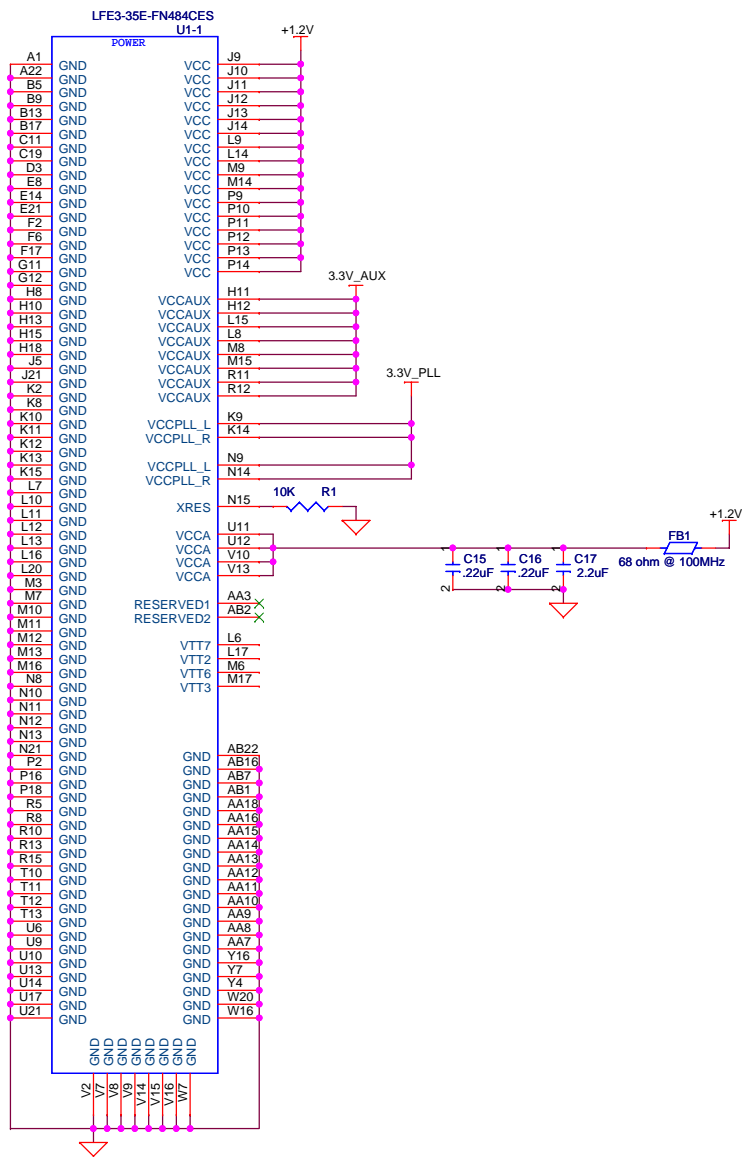 LFE3-35E-FN484CES
U1-1
POWER
+1.2V
A1 GND VCC J9
A22 GND VCC J10
B5 GND VCC J11
B9 GND VCC J12
B13 GND VCC J13
B17 GND VCC J14
C11 GND VCC L9
C19 GND VCC L14
D3 GND VCC M9
E8 GND VCC M14
E14 GND VCC P9
E21 GND VCC P10
F2 GND VCC P11
F6 GND VCC P12
F17 GND VCC P13
G11 GND VCC P14
G12 GND
3.3V_AUX
H8 GND VCCAUX H11
H10 GND VCCAUX H12
H13 GND VCCAUX L15
H15 GND VCCAUX L8
H18 GND VCCAUX M8
J5 GND VCCAUX M15
J21 GND VCCAUX R11
K2 GND VCCAUX R12
3.3V_PLL
K8 GND
K10 GND VCCPLL_L K9
K11 GND VCCPLL_R K14
K12 GND
K13 GND VCCPLL_L N9
K15 GND VCCPLL_R N14
L7 GND
L10 GND XRES N15 10K R1
L11 GND
L12 GND VCCA U11
L13 GND VCCA U12
L16 GND VCCA V10
L20 GND VCCA V13
+1.2V
FB1
68 ohm @ 100MHz
1 C15 .22uF 2
1 C16 .22uF 2
1 C17 2.2uF 2
M3 GND
M7 GND RESERVED1 AA3
M10 GND RESERVED2 AB2
M11 GND
M12 GND VTT7 L6
M13 GND VTT2 L17
M16 GND VTT6 M6
N8 GND VTT3 M17
N10 GND
N11 GND
N12 GND
N13 GND
N21 GND GND AB22
P2 GND GND AB16
P16 GND GND AB7
P18 GND GND AB1
R5 GND GND AA18
R8 GND GND AA16
R10 GND GND AA15
R13 GND GND AA14
R15 GND GND AA13
T10 GND GND AA12
T11 GND GND AA11
T12 GND GND AA10
T13 GND GND AA9
U6 GND GND AA8
U9 GND GND AA7
U10 GND GND Y16
U13 GND GND Y7
U14 GND GND Y4
U17 GND GND W20
U21 GND GND W16
GND GND GND GND GND GND GND GND
V2 V7 V8 V9 V14 V15 V16 W7